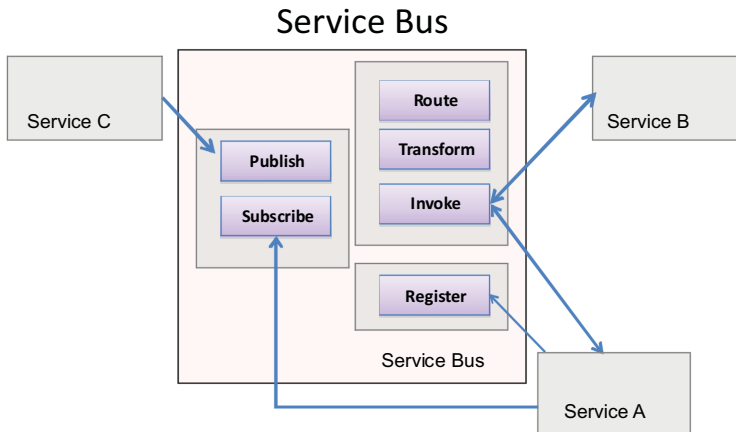 Service Bus
Service C
Publish
Subscribe
Route
Transform
Invoke
Register
Service Bus
Service B
Service A